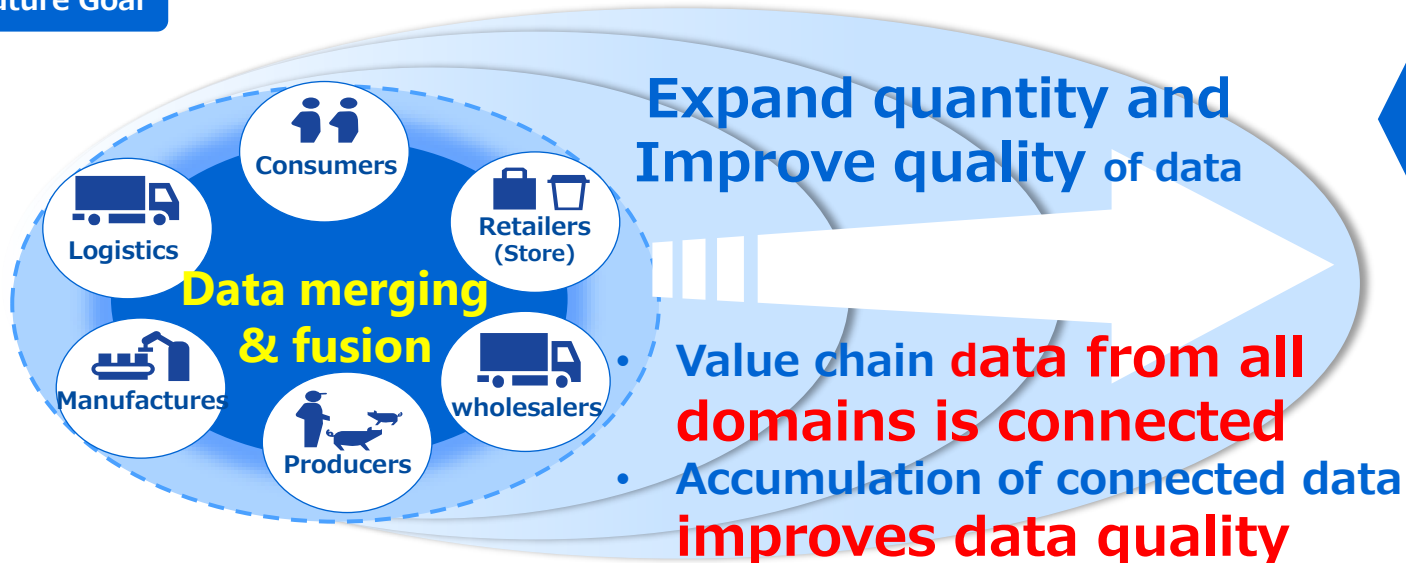 Future Goal
Consumers
Logistics
Retailers
(Store)
Data merging
& fusion
Manufactures
wholesalers
Producers
Expand quantity and
Improve quality of data
• Value chain data from all
domains is connected
• Accumulation of connected data
improves data quality